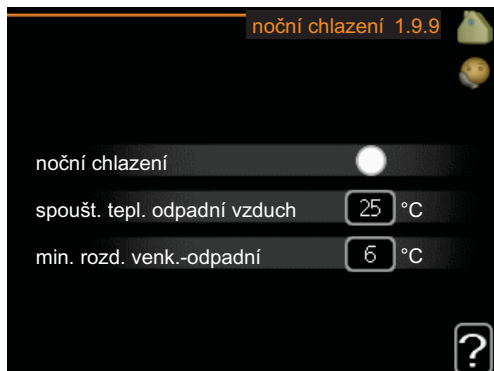 noční chlazení 1.9.9
noční chlazení
spoušt. tepl. odpadní vzduch 25 °C
min. rozd. venk.-odpadní 6 °C
?